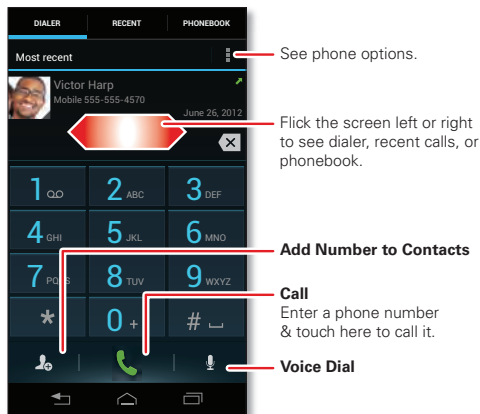 DIALER RECENT PHONEBOOK
Most recent
See phone options.
Victor Harp
Mobile 555-555-4570
June 26, 2012
Flick the screen left or right
to see dialer, recent calls, or
phonebook.
1 2 ABC 3 DEF
4 GHI 5 JKL 6 MNO
Add Number to Contacts
7 PQRS 8 TUV 9 WXYZ
* 0 + #
Call
Enter a phone number
& touch here to call it.
Voice Dial